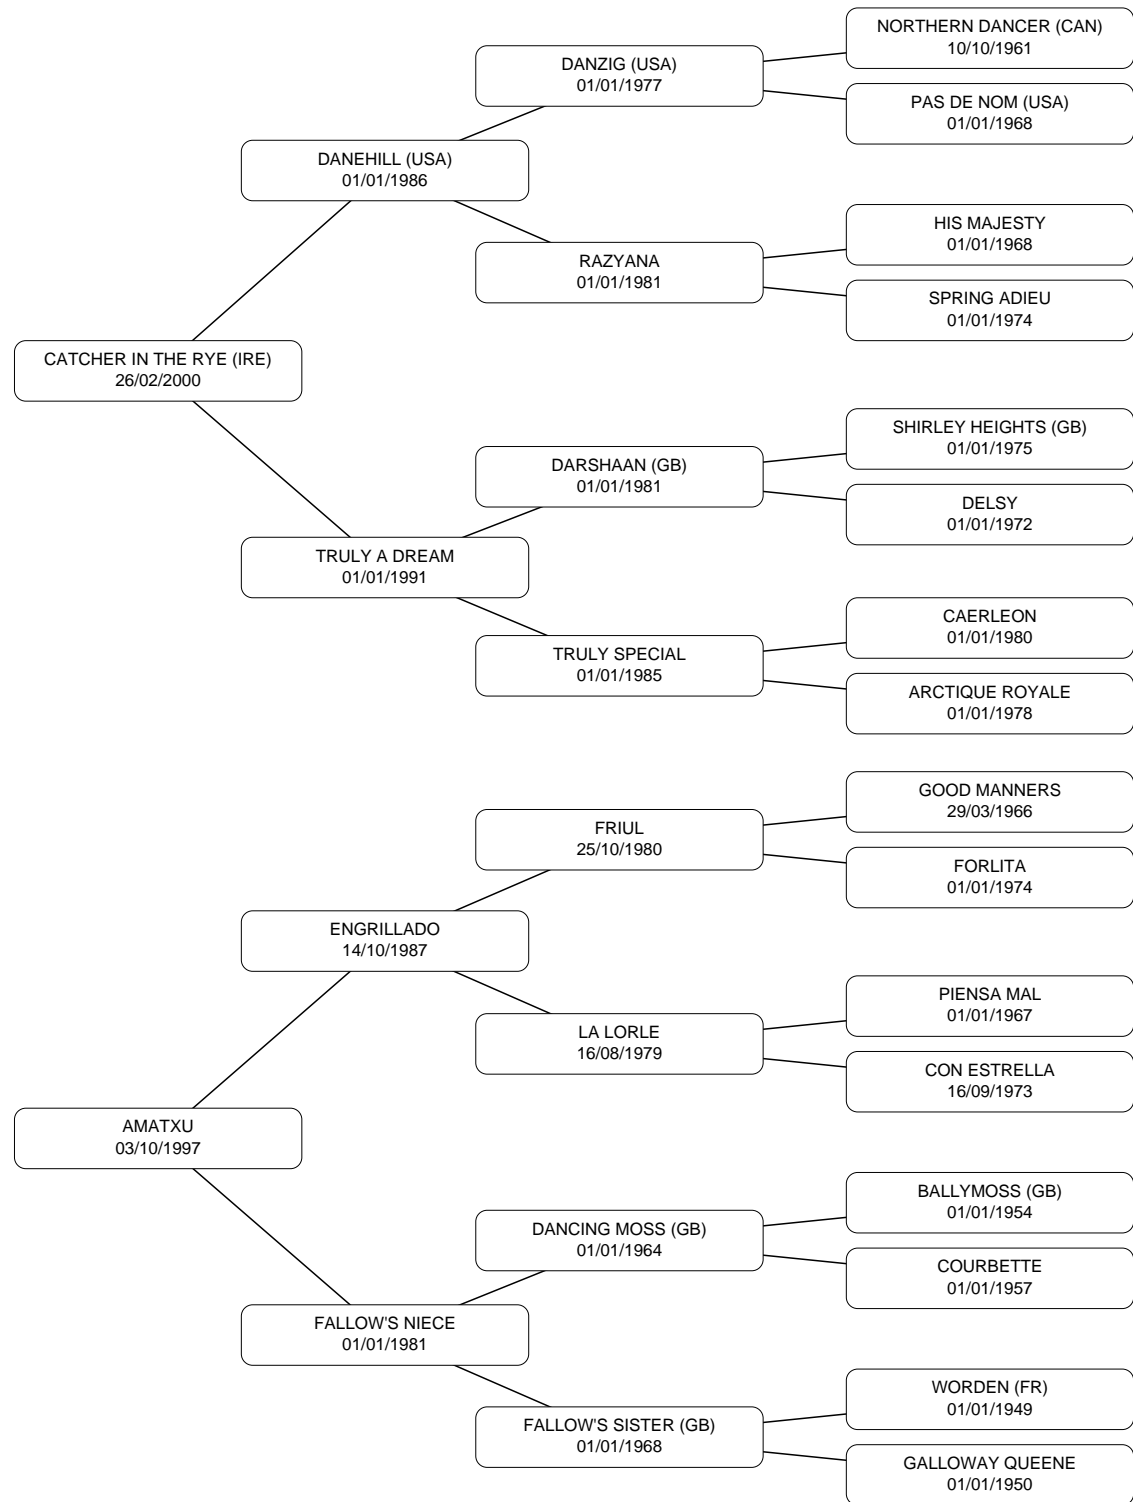 NORTHERN DANCER (CAN)
10/10/1961
DANZIG (USA)
01/01/1977
PAS DE NOM (USA)
01/01/1968
DANEHILL (USA)
01/01/1986
HIS MAJESTY
01/01/1968
RAZYANA
01/01/1981
SPRING ADIEU
01/01/1974
CATCHER IN THE RYE (IRE)
26/02/2000
SHIRLEY HEIGHTS (GB)
01/01/1975
DARSHAAN (GB)
01/01/1981
DELSY
01/01/1972
TRULY A DREAM
01/01/1991
CAERLEON
01/01/1980
TRULY SPECIAL
01/01/1985
ARCTIQUE ROYALE
01/01/1978
GOOD MANNERS
29/03/1966
FRIUL
25/10/1980
FORLITA
01/01/1974
ENGRILLADO
14/10/1987
PIENSA MAL
01/01/1967
LA LORLE
16/08/1979
CON ESTRELLA
16/09/1973
AMATXU
03/10/1997
BALLYMOSS (GB)
01/01/1954
DANCING MOSS (GB)
01/01/1964
COURBETTE
01/01/1957
FALLOW'S NIECE
01/01/1981
WORDEN (FR)
01/01/1949
FALLOW'S SISTER (GB)
01/01/1968
GALLOWAY QUEENE
01/01/1950